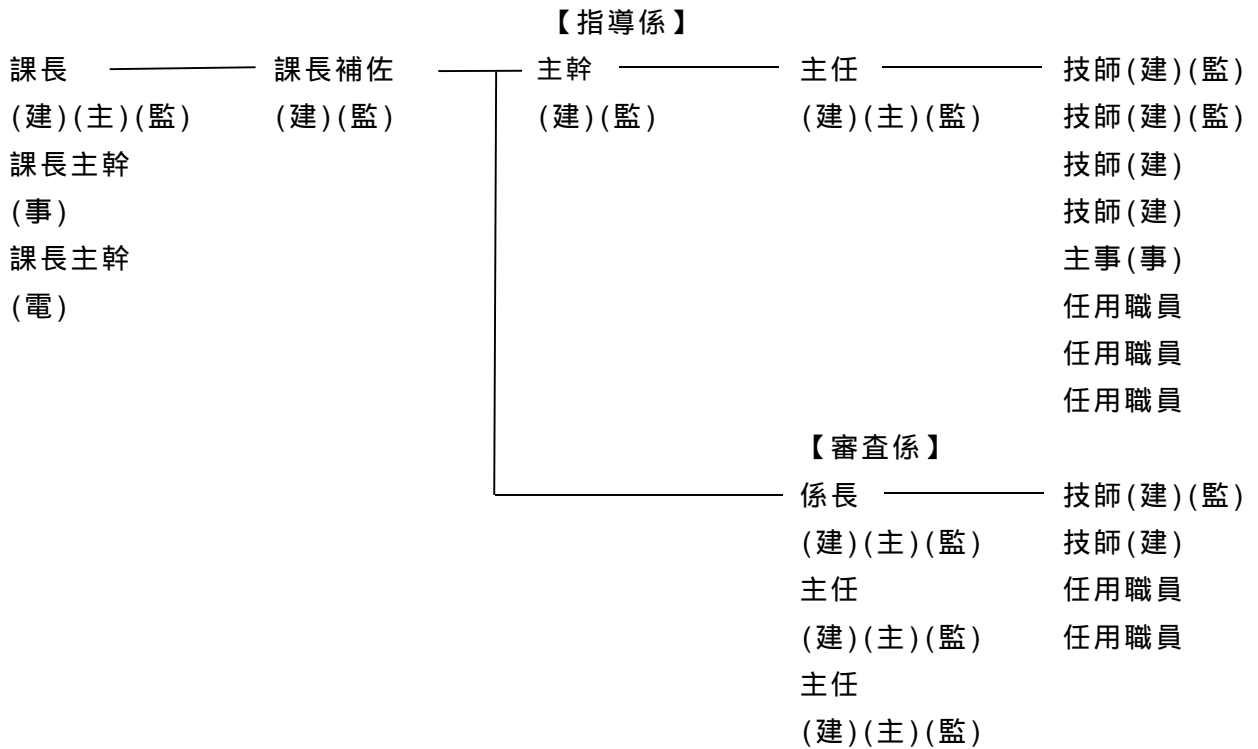 【指導係】
課長 課長補佐 主幹 主任 技師(建)(監)
(建)(主)(監) (建)(監) (建)(監) (建)(主)(監) 技師(建)(監)
課長主幹 技師(建)
(事) 技師(建)
課長主幹 主事(事)
(電) 任用職員
任用職員
任用職員
【審査係】
係長 技師(建)(監)
(建)(主)(監) 技師(建)
主任 任用職員
(建)(主)(監) 任用職員
主任
(建)(主)(監)